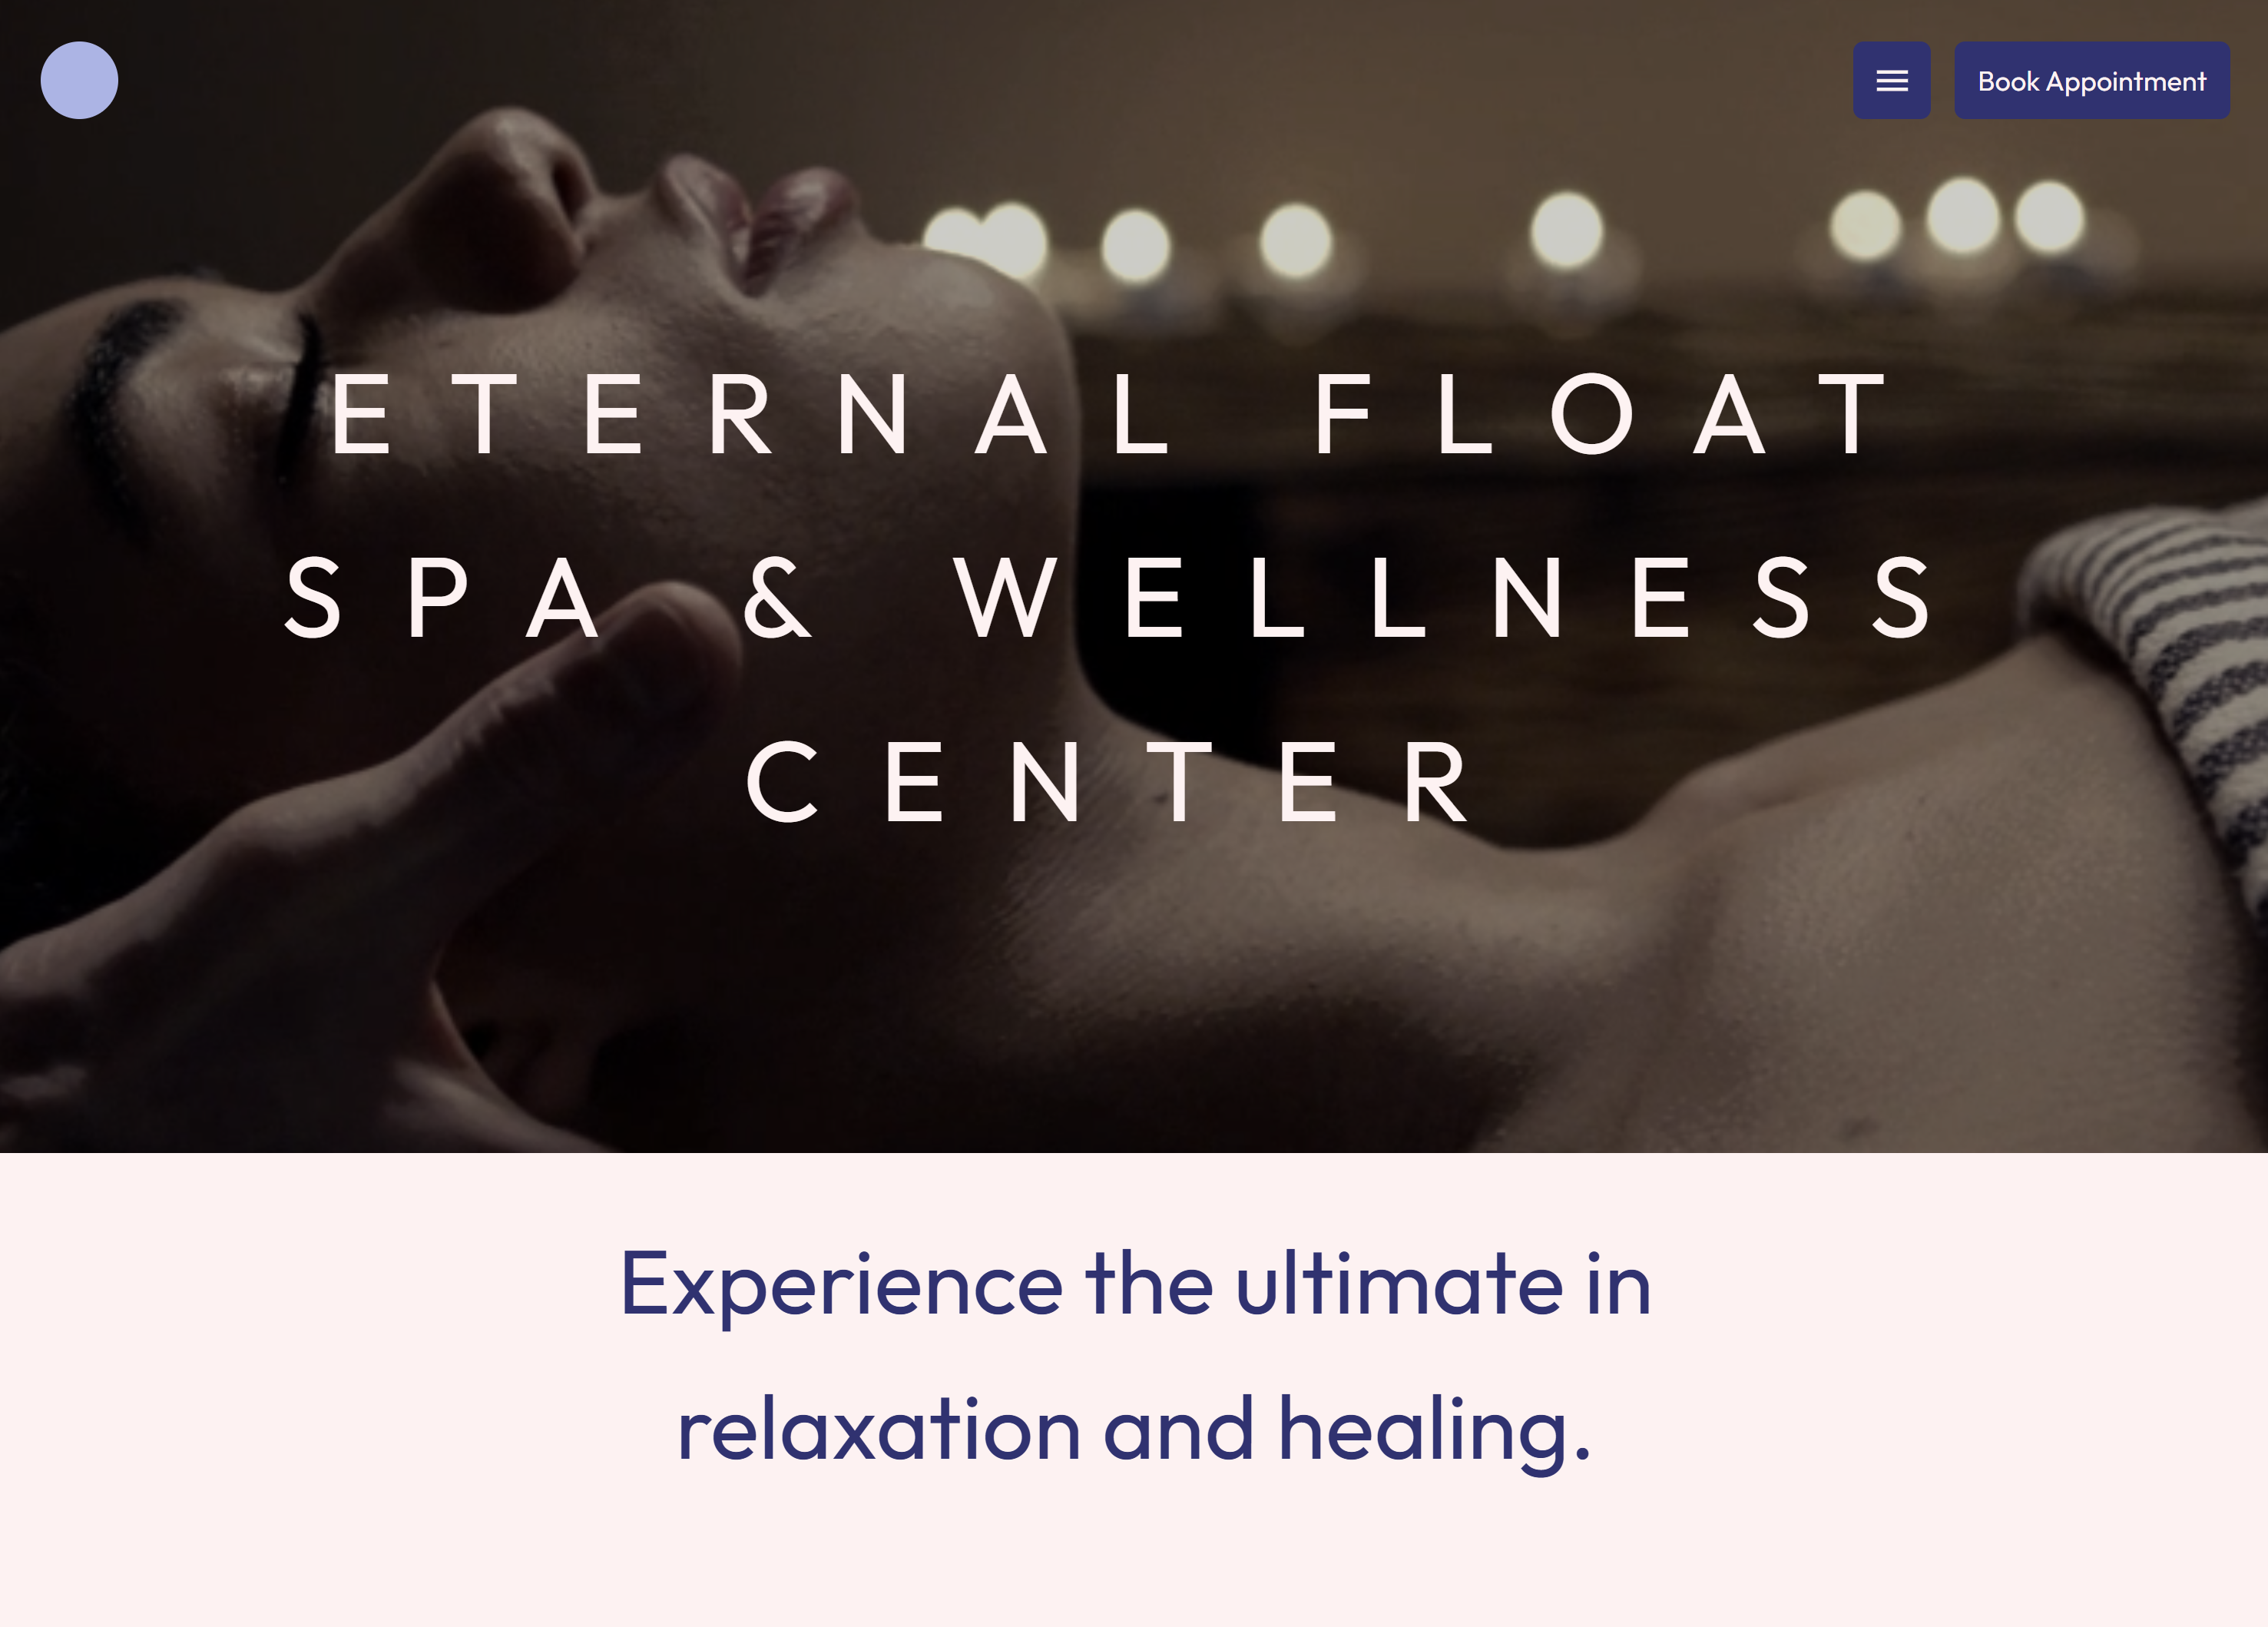 Book Appointment
ETERNAL FLOAT
SPA & WELLNESS
CENTER
Experience the ultimate in
relaxation and healing.